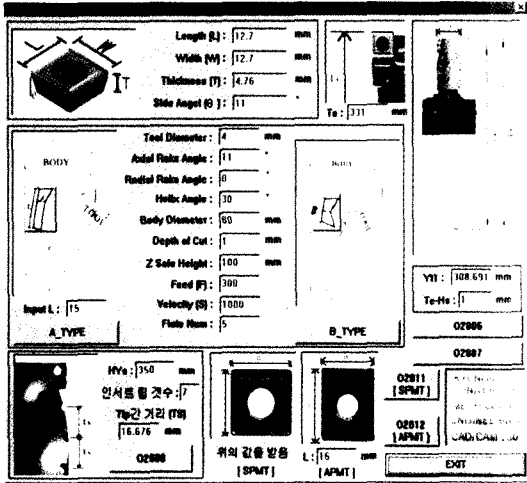 Length (L) : 12.7 mm
Width (W) : 12.7 mm
Thickness (T) : 4.76 mm
Side Angel (θ) : 11 °
L
W
T
Te : 331 mm
BODY
Tool Diameter : 4 mm
Axial Rake Angle : 11 °
Radial Rake Angle : 0 °
Helix Angle : 30 °
Body Diameter : 80 mm
Depth of Cut : 1 mm
Z Safe Height : 100 mm
Feed (F) : 300
Velocity (S) : 1000
Flute Num : 5
Input L : 15
A_TYPE
BODY
B
B_TYPE
Yt1 : 308.691 mm
Te-Hs : 1 mm
O2006
O2007
HYs : 350 mm
인서트 팁 갯수 : 7
Tip간 거리 (TS)
16.676 mm
O2008
위의 값을 받음
[SPMT]
L : 16 mm
[APMT]
O2011
[SPMT]
O2012
[APMT]
CAD/CAM
EXIT